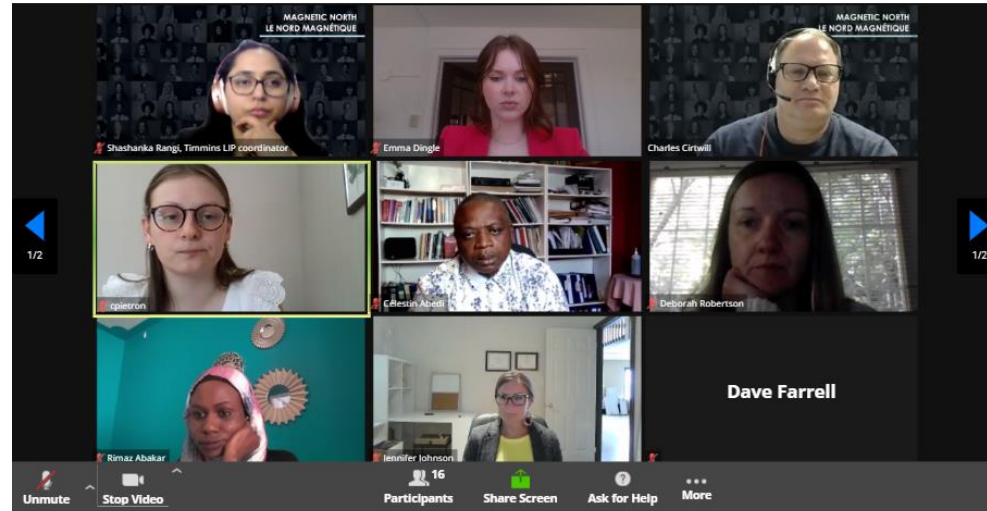 MAGNETIC NORTH
LE NORD MAGNÉTIQUE
Shashanka Rangi, Timmins LIP coordinator
Emma Dingle
MAGNETIC NORTH
LE NORD MAGNÉTIQUE
Charles Cirtwill
1/2
cpietron
Célestin Abedi
Deborah Robertson
1/2
Rimaz Abakar
Jennifer Johnson
Dave Farrell
Unmute
Stop Video
16
Participants
Share Screen
Ask for Help
More